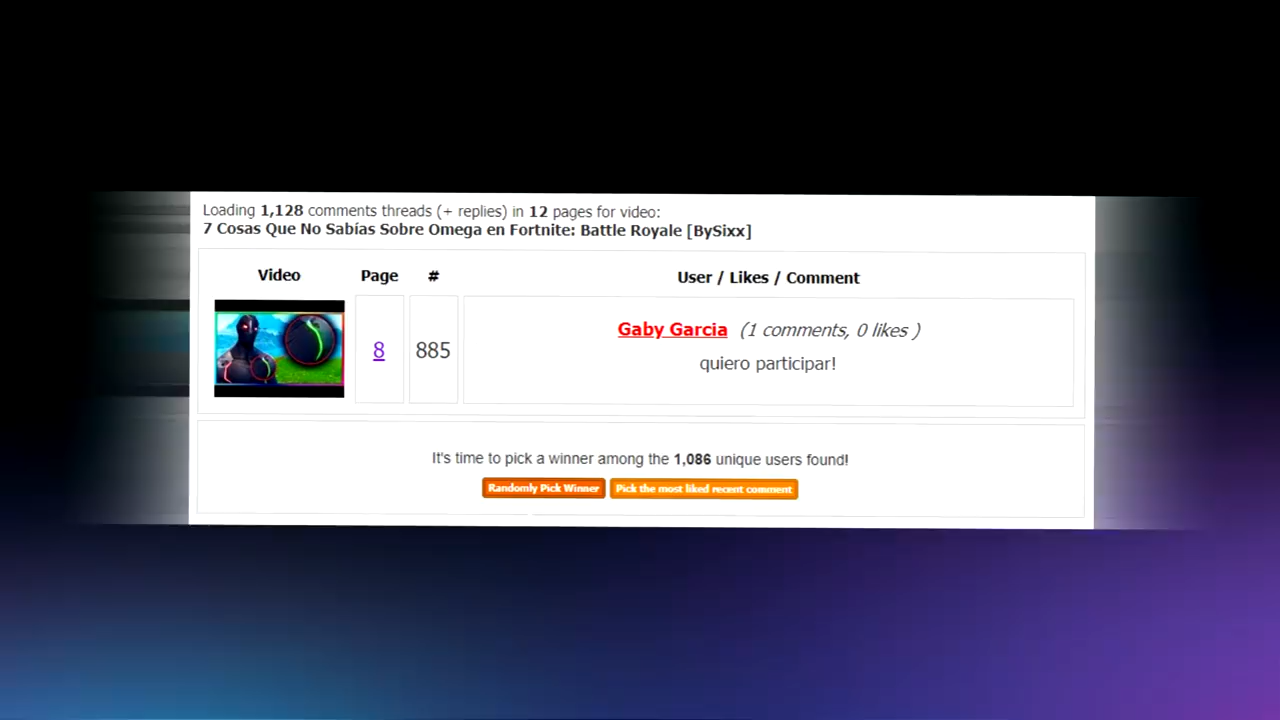 Loading 1,128 comments threads (+ replies) in 12 pages for video:
7 Cosas Que No Sabías Sobre Omega en Fortnite: Battle Royale [BySixx]
Video Page # User / Likes / Comment
8 885 Gaby Garcia (1 comments, 0 likes )
quiero participar!
It's time to pick a winner among the 1,086 unique users found!
Randomly Pick Winner Pick the most liked recent comment